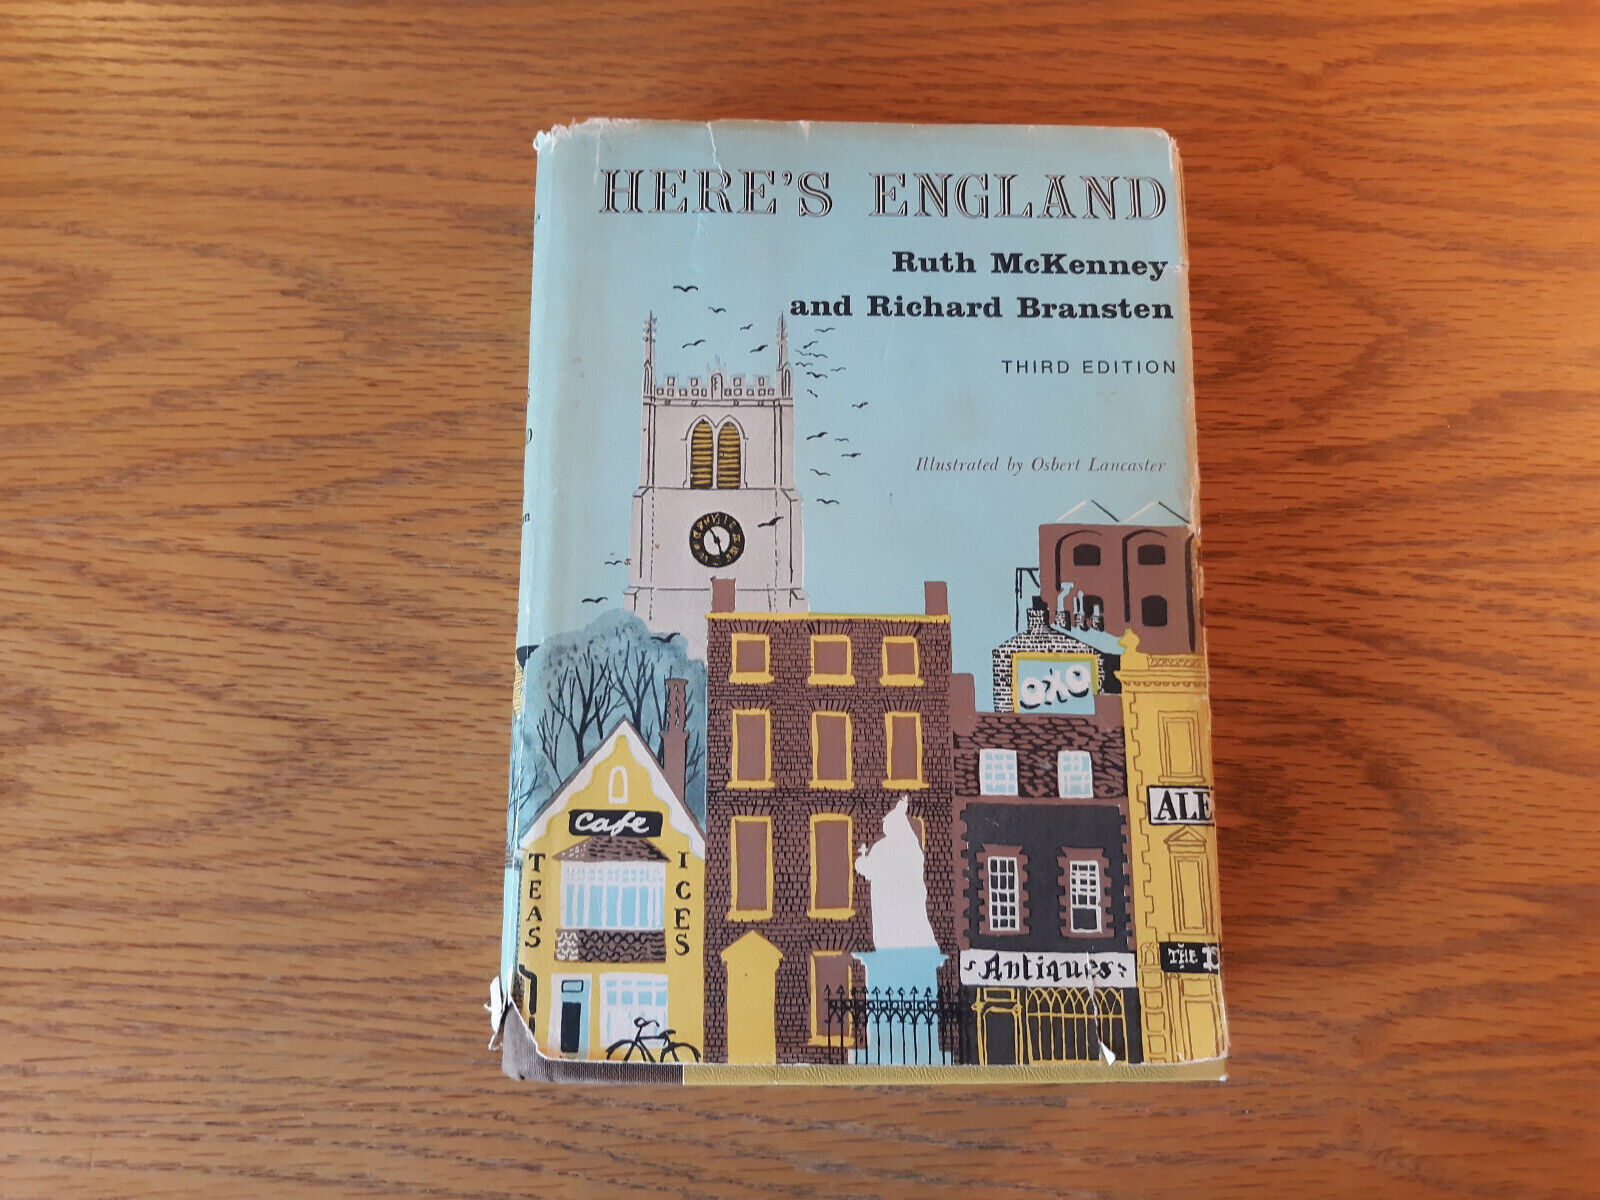 HERE'S ENGLAND
Ruth McKenney
and Richard Bransten
THIRD EDITION
Illustrated by Osbert Lancaster
OXO
ALE
Cafe
TEAS
ICES
Antiques
THE